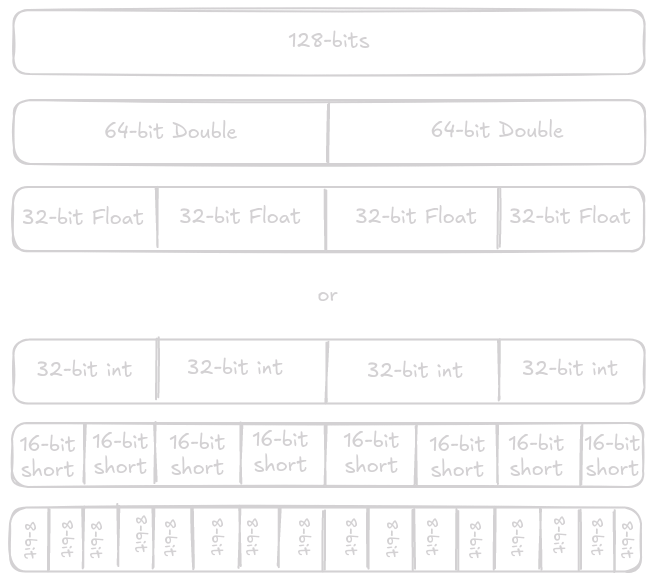 128-bits
64-bit Double 64-bit Double
32-bit Float 32-bit Float 32-bit Float 32-bit Float
or
32-bit int 32-bit int 32-bit int 32-bit int
16-bit 16-bit 16-bit 16-bit 16-bit 16-bit 16-bit 16-bit
short short short short short short short short
8-bit 8-bit 8-bit 8-bit 8-bit 8-bit 8-bit 8-bit 8-bit 8-bit 8-bit 8-bit 8-bit 8-bit 8-bit 8-bit